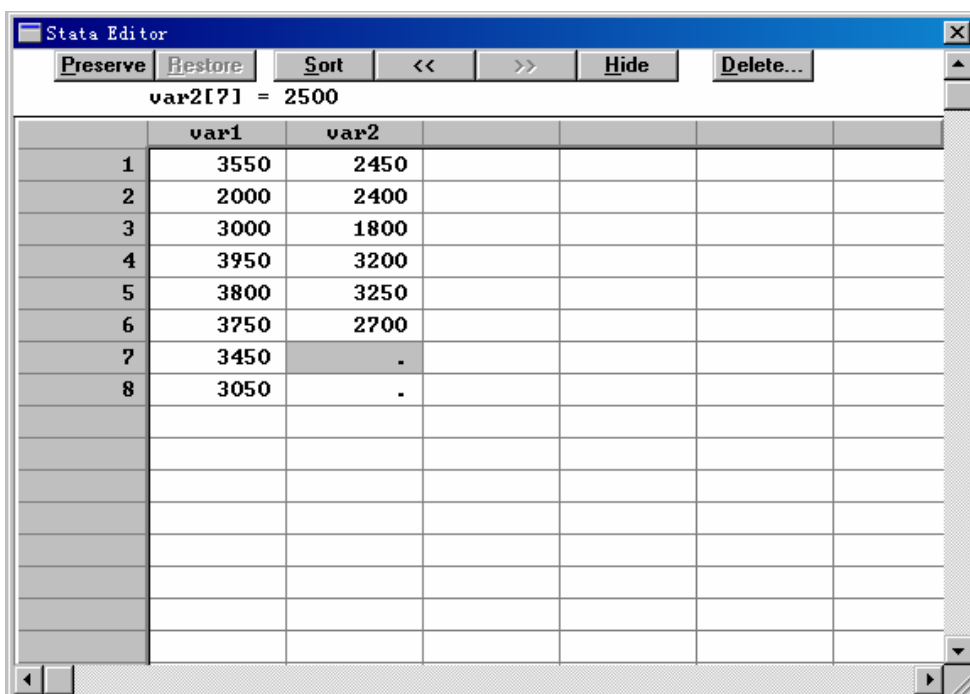 Stata Editor
Preserve Restore Sort << >> Hide Delete...
var2[7] = 2500
var1 var2
1 3550 2450
2 2000 2400
3 3000 1800
4 3950 3200
5 3800 3250
6 3750 2700
7 3450 .
8 3050 .